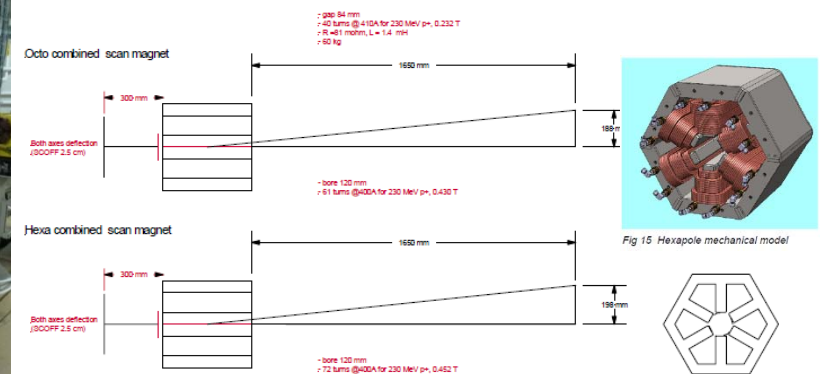 - gap 84 mm
- 40 turns @ 410A for 230 MeV p+, 0.232 T
- R =81 mohm, L = 1.4 mH
- 60 kg
Octo combined scan magnet
1650 mm
300 mm
Both axes deflection
(SCOFF 2.5 cm)
- bore 120 mm
- 61 turns @400A for 230 MeV p+, 0.430 T
Fig 15 Hexapole mechanical model
Hexa combined scan magnet
1650 mm
300 mm
198 mm
Both axes deflection
(SCOFF 2.5 cm)
- bore 120 mm
- 72 turns @400A for 230 MeV p+, 0.452 T